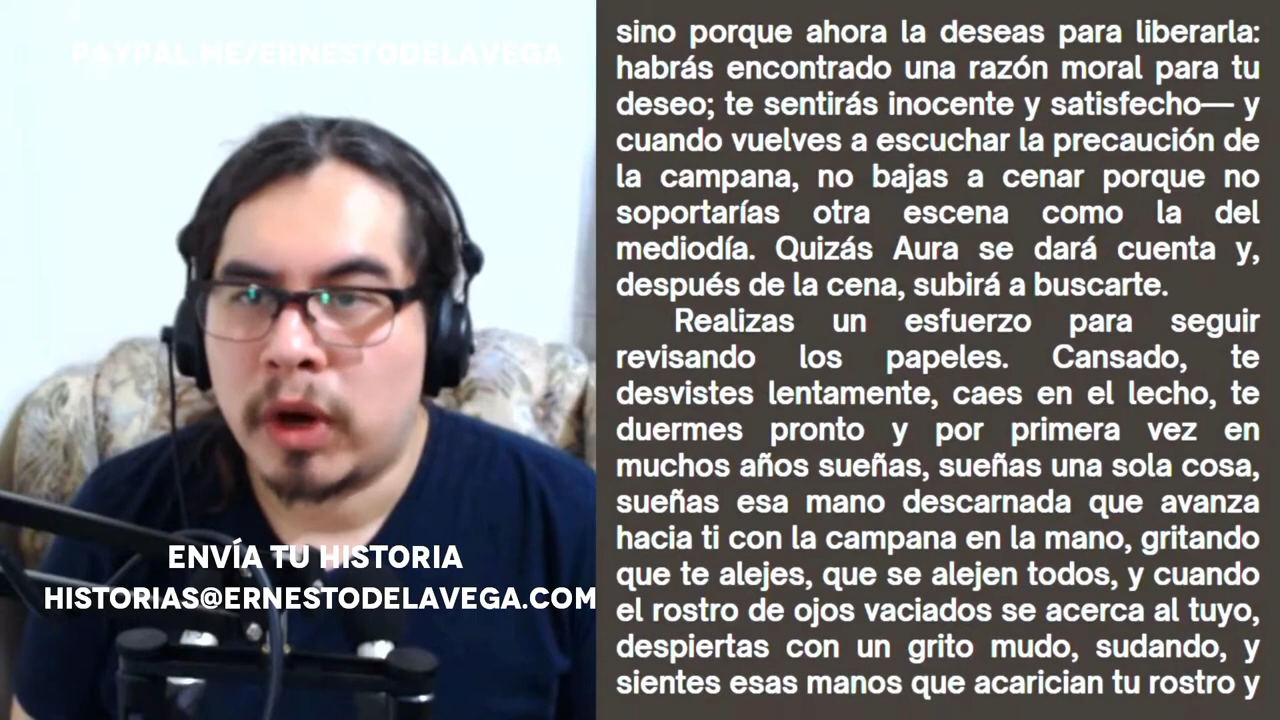 PAYPAL.ME/ERNESTODELAVEGA
ENVÍA TU HISTORIA
HISTORIAS@ERNESTODELAVEGA.COM
sino porque ahora la deseas para liberarla:
habrás encontrado una razón moral para tu
deseo; te sentirás inocente y satisfecho— y
cuando vuelves a escuchar la precaución de
la campana, no bajas a cenar porque no
soportarías otra escena como la del
mediodía. Quizás Aura se dará cuenta y,
después de la cena, subirá a buscarte.
Realizas un esfuerzo para seguir
revisando los papeles. Cansado, te
desvistes lentamente, caes en el lecho, te
duermes pronto y por primera vez en
muchos años sueñas, sueñas una sola cosa,
sueñas esa mano descarnada que avanza
hacia ti con la campana en la mano, gritando
que te alejes, que se alejen todos, y cuando
el rostro de ojos vaciados se acerca al tuyo,
despiertas con un grito mudo, sudando, y
sientes esas manos que acarician tu rostro y